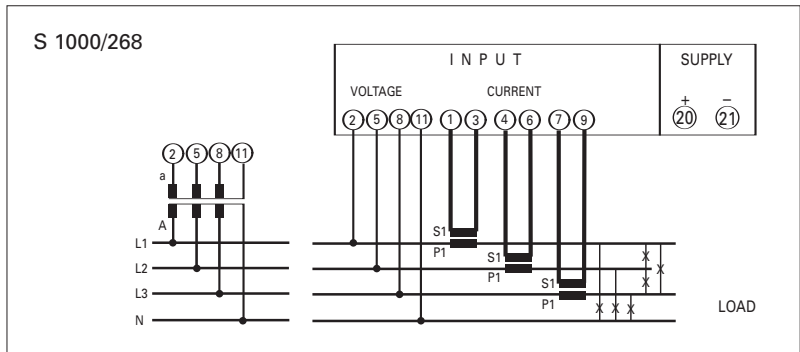 S 1000/268
I N P U T
SUPPLY
VOLTAGE
CURRENT
+
−
2 5 8 11 1 3 4 6 7 9
20 21
2 5 8 11
a
A
S1
P1
S1
P1
S1
P1
L1
L2
L3
N
X
X
X
X X X
LOAD